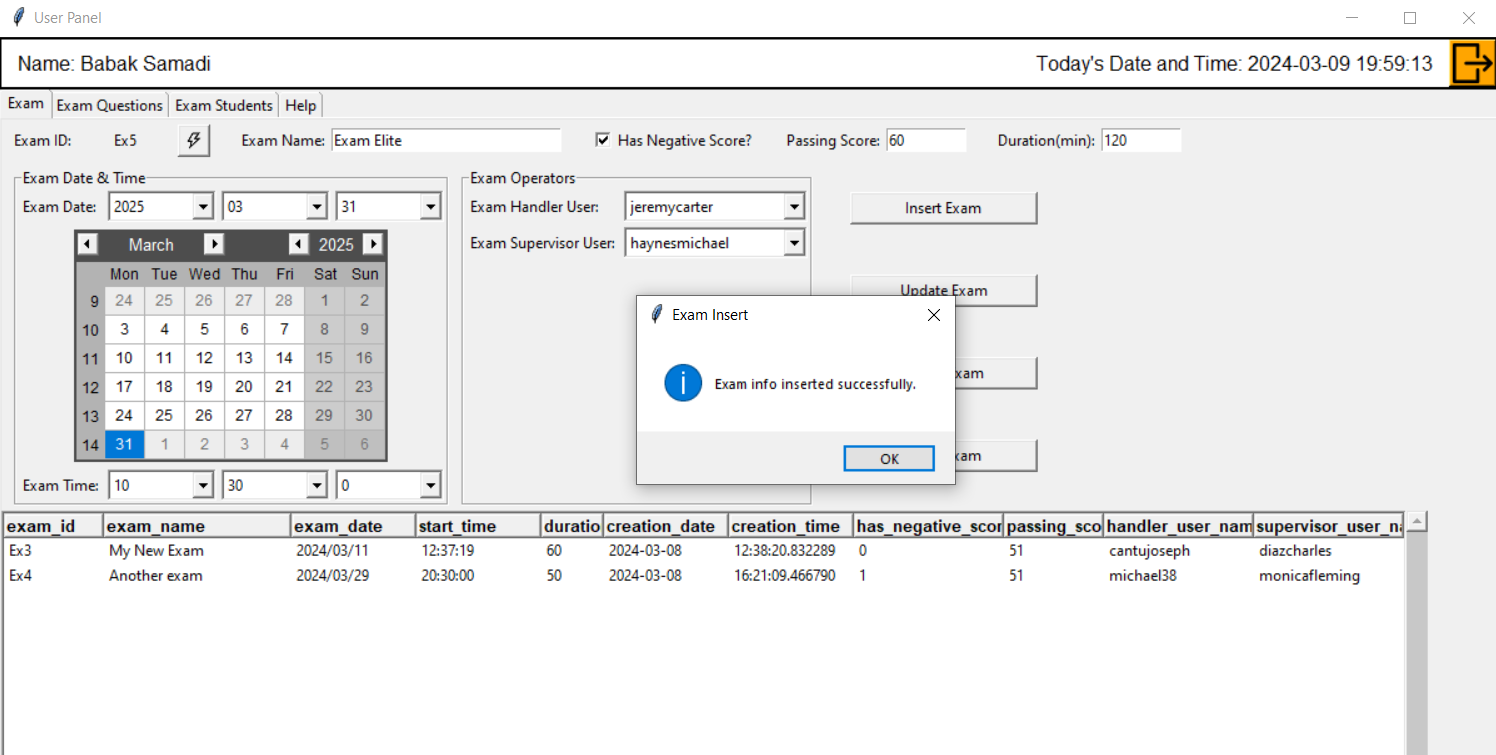 User Panel
Name: Babak Samadi Today's Date and Time: 2024-03-09 19:59:13
Exam Exam Questions Exam Students Help
Exam ID: Ex5 Exam Name: Exam Elite Has Negative Score? Passing Score: 60 Duration(min): 120
Exam Date & Time Exam Operators
Exam Date: 2025 03 31 Exam Handler User: jeremycarter Insert Exam
March 2025 Exam Supervisor User: haynesmichael
Mon Tue Wed Thu Fri Sat Sun
9 24 25 26 27 28 1 2 Update Exam
10 3 4 5 6 7 8 9
11 10 11 12 13 14 15 16
12 17 18 19 20 21 22 23
13 24 25 26 27 28 29 30
14 31 1 2 3 4 5 6
Exam Insert
Exam info inserted successfully.
OK
Exam Time: 10 30 0
exam_id exam_name exam_date start_time duratio creation_date creation_time has_negative_scor passing_sco handler_user_nam supervisor_user_na
Ex3 My New Exam 2024/03/11 12:37:19 60 2024-03-08 12:38:20.832289 0 51 cantujoseph diazcharles
Ex4 Another exam 2024/03/29 20:30:00 50 2024-03-08 16:21:09.466790 1 51 michael38 monicafleming